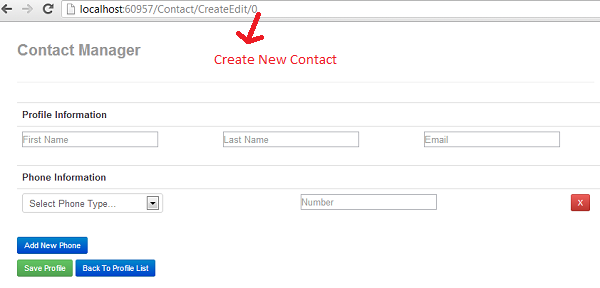 localhost:60957/Contact/CreateEdit/0
Contact Manager
Create New Contact
Profile Information
First Name Last Name Email
Phone Information
Select Phone Type... Number X
Add New Phone
Save Profile Back To Profile List